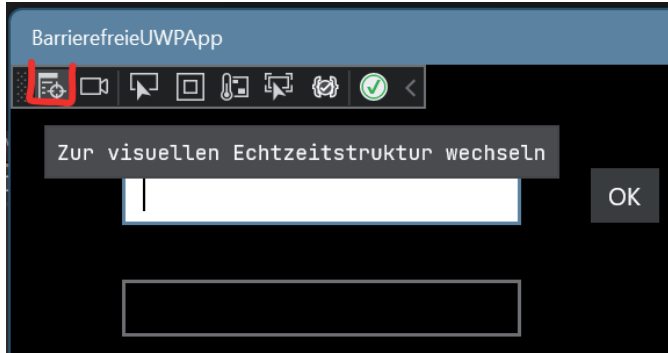 BarrierefreieUWPApp
Zur visuellen Echtzeitstruktur wechseln
OK